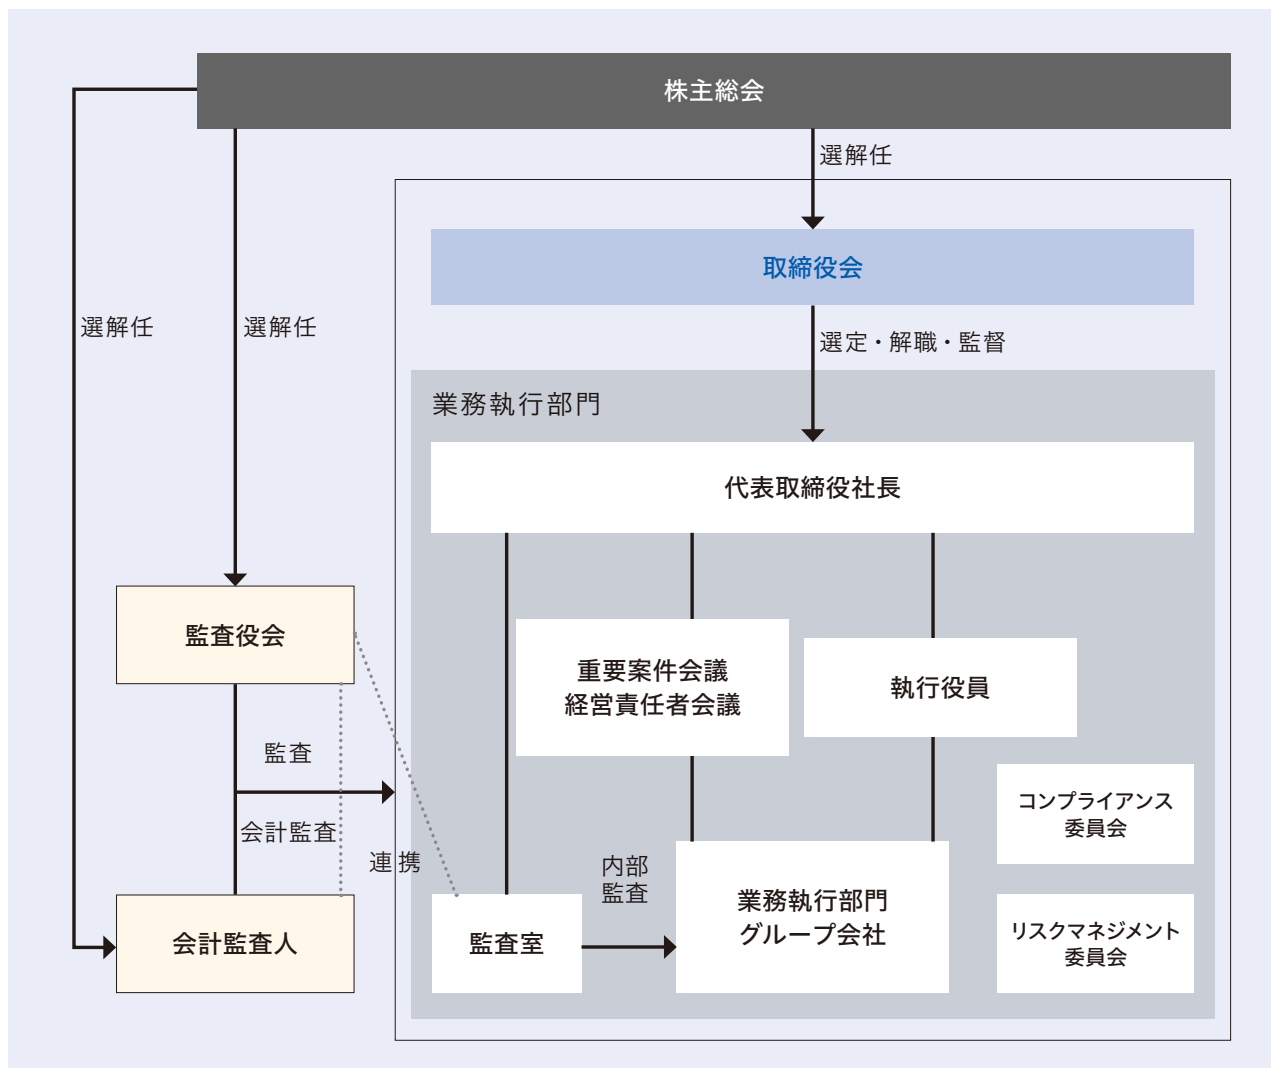 株主総会
選解任
取締役会
選解任
選解任
選定・解職・監督
業務執行部門
代表取締役社長
監査役会
重要案件会議
経営責任者会議
執行役員
監査
会計監査
連携
内部
監査
コンプライアンス
委員会
会計監査人
監査室
業務執行部門
グループ会社
リスクマネジメント
委員会